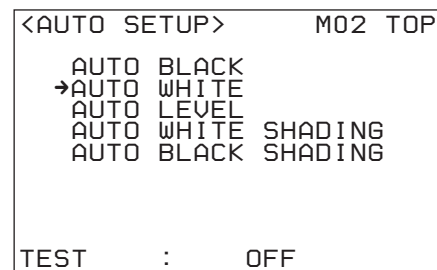 <AUTO SETUP> M02 TOP
AUTO BLACK
→AUTO WHITE
AUTO LEVEL
AUTO WHITE SHADING
AUTO BLACK SHADING
TEST : OFF